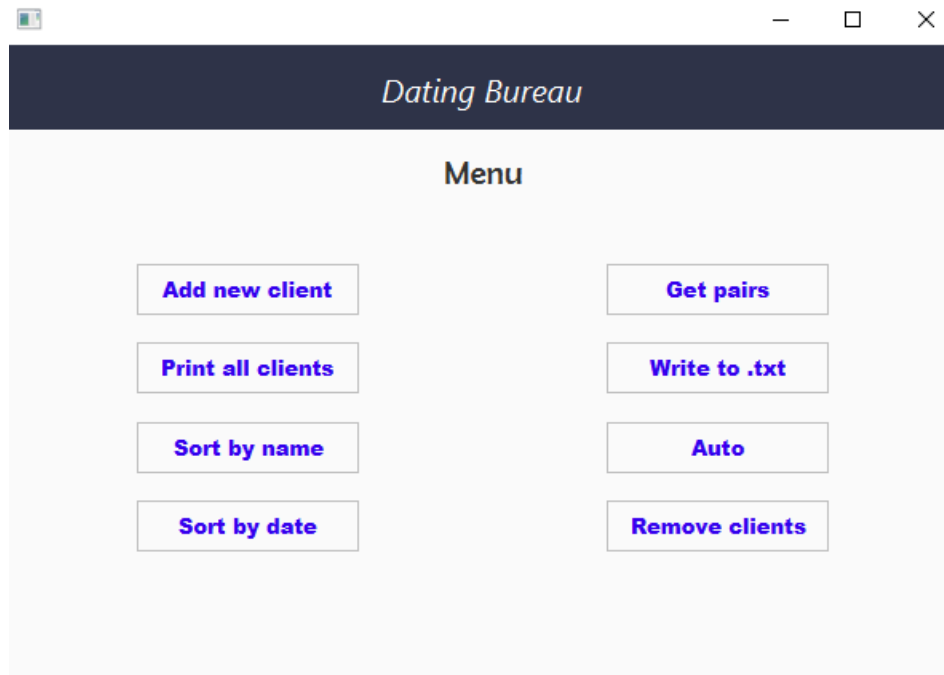 Dating Bureau
Menu
Add new client
Print all clients
Sort by name
Sort by date
Get pairs
Write to .txt
Auto
Remove clients